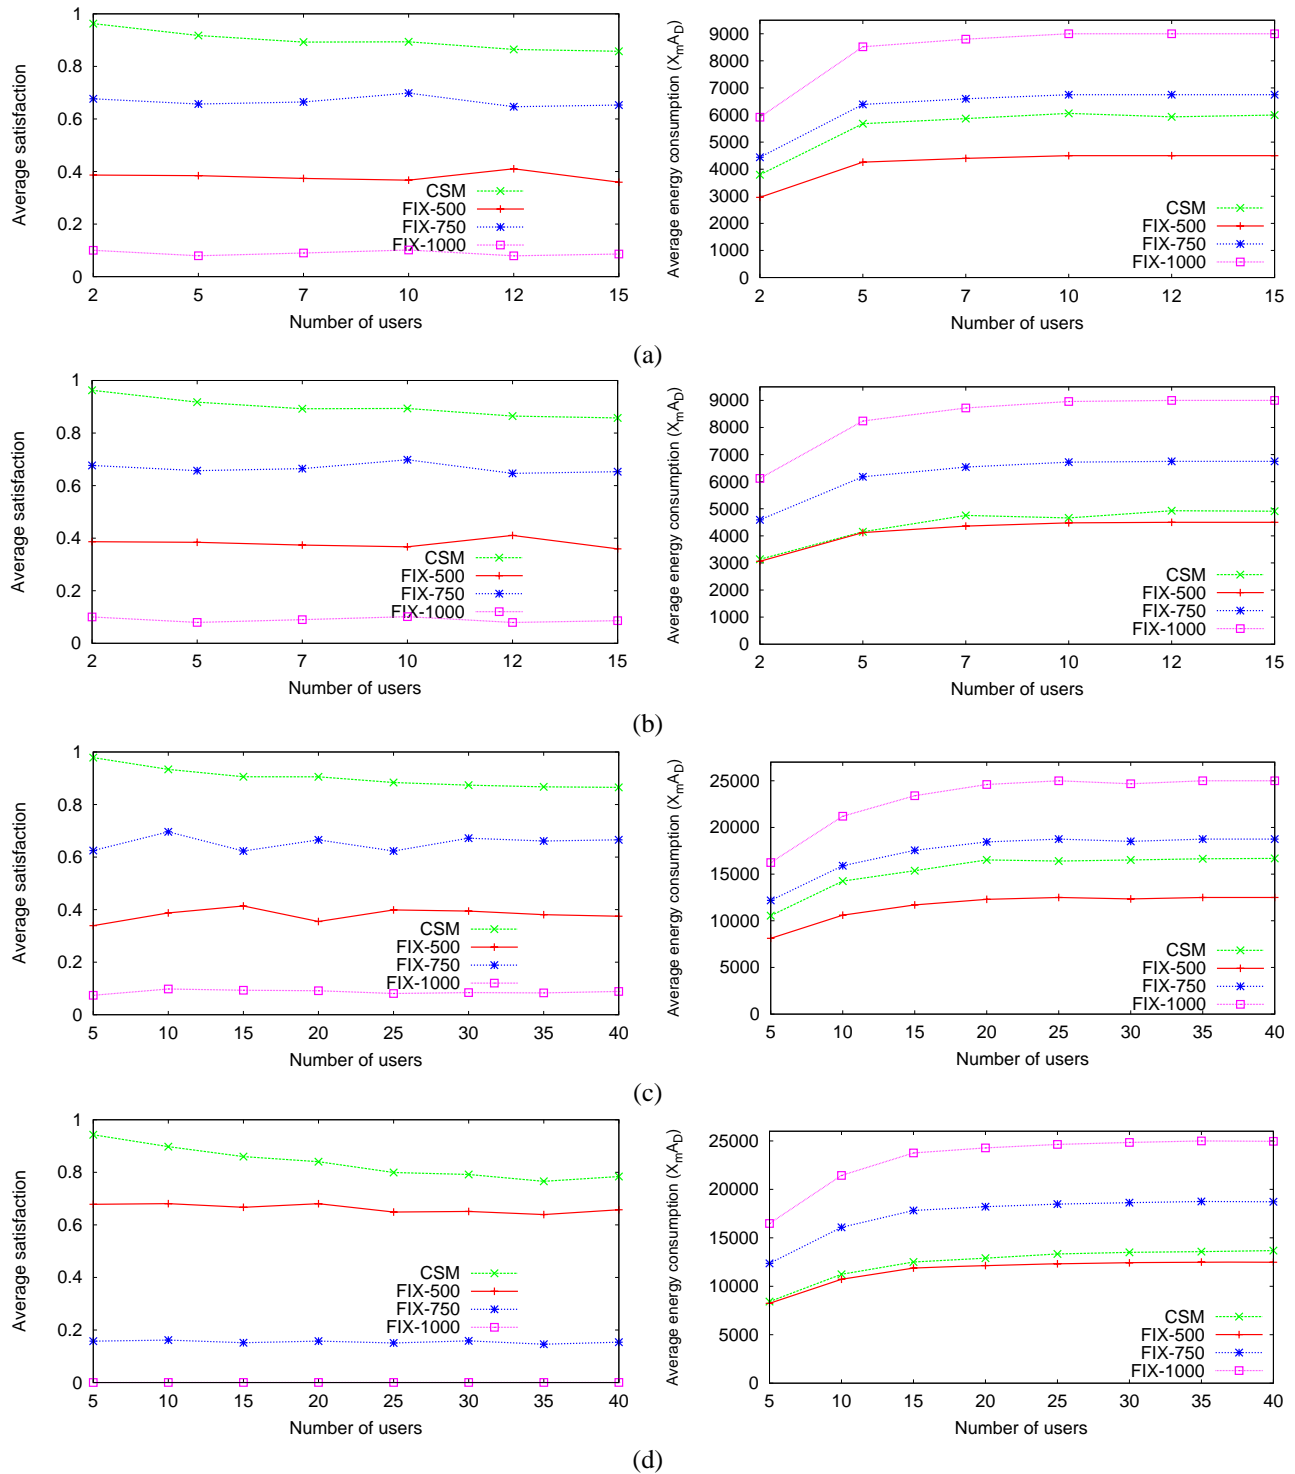 1
0.8
0.6
0.4
0.2
0
2 5 7 10 12 15
Average satisfaction
Number of users
CSM
FIX-500
FIX-750
FIX-1000
9000
8000
7000
6000
5000
4000
3000
2000
1000
0
2 5 7 10 12 15
Average energy consumption (XmAD)
Number of users
CSM
FIX-500
FIX-750
FIX-1000
(a)
1
0.8
0.6
0.4
0.2
0
2 5 7 10 12 15
Average satisfaction
Number of users
CSM
FIX-500
FIX-750
FIX-1000
9000
8000
7000
6000
5000
4000
3000
2000
1000
0
2 5 7 10 12 15
Average energy consumption (XmAD)
Number of users
CSM
FIX-500
FIX-750
FIX-1000
(b)
1
0.8
0.6
0.4
0.2
0
5 10 15 20 25 30 35 40
Average satisfaction
Number of users
CSM
FIX-500
FIX-750
FIX-1000
25000
20000
15000
10000
5000
0
5 10 15 20 25 30 35 40
Average energy consumption (XmAD)
Number of users
CSM
FIX-500
FIX-750
FIX-1000
(c)
1
0.8
0.6
0.4
0.2
0
5 10 15 20 25 30 35 40
Average satisfaction
Number of users
CSM
FIX-500
FIX-750
FIX-1000
25000
20000
15000
10000
5000
0
5 10 15 20 25 30 35 40
Average energy consumption (XmAD)
Number of users
CSM
FIX-500
FIX-750
FIX-1000
(d)